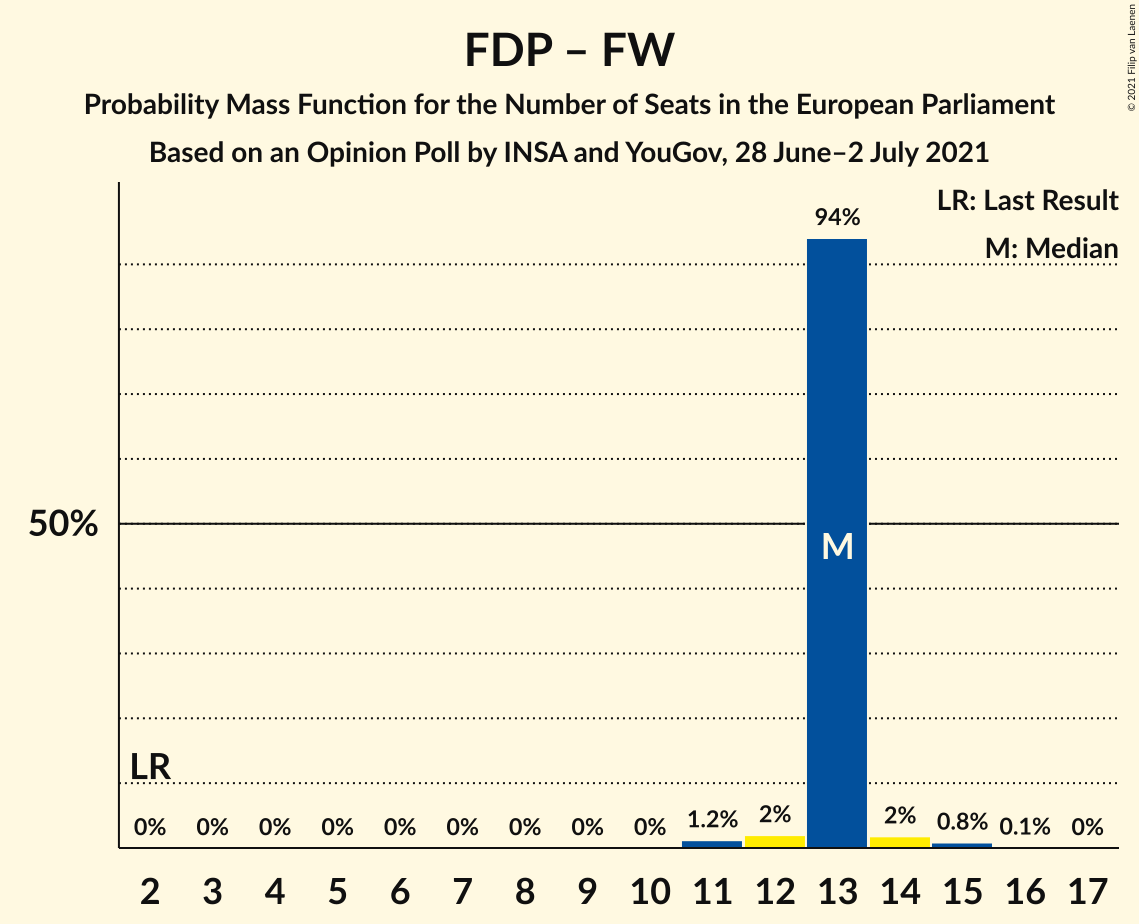 FDP – FW
Probability Mass Function for the Number of Seats in the European Parliament
Based on an Opinion Poll by INSA and YouGov, 28 June–2 July 2021
© 2021 Filip van Laenen
LR: Last Result
M: Median
94%
50%
M
LR
0% 0% 0% 0% 0% 0% 0% 0% 0% 1.2% 2% 2% 0.8% 0.1% 0%
2 3 4 5 6 7 8 9 10 11 12 13 14 15 16 17